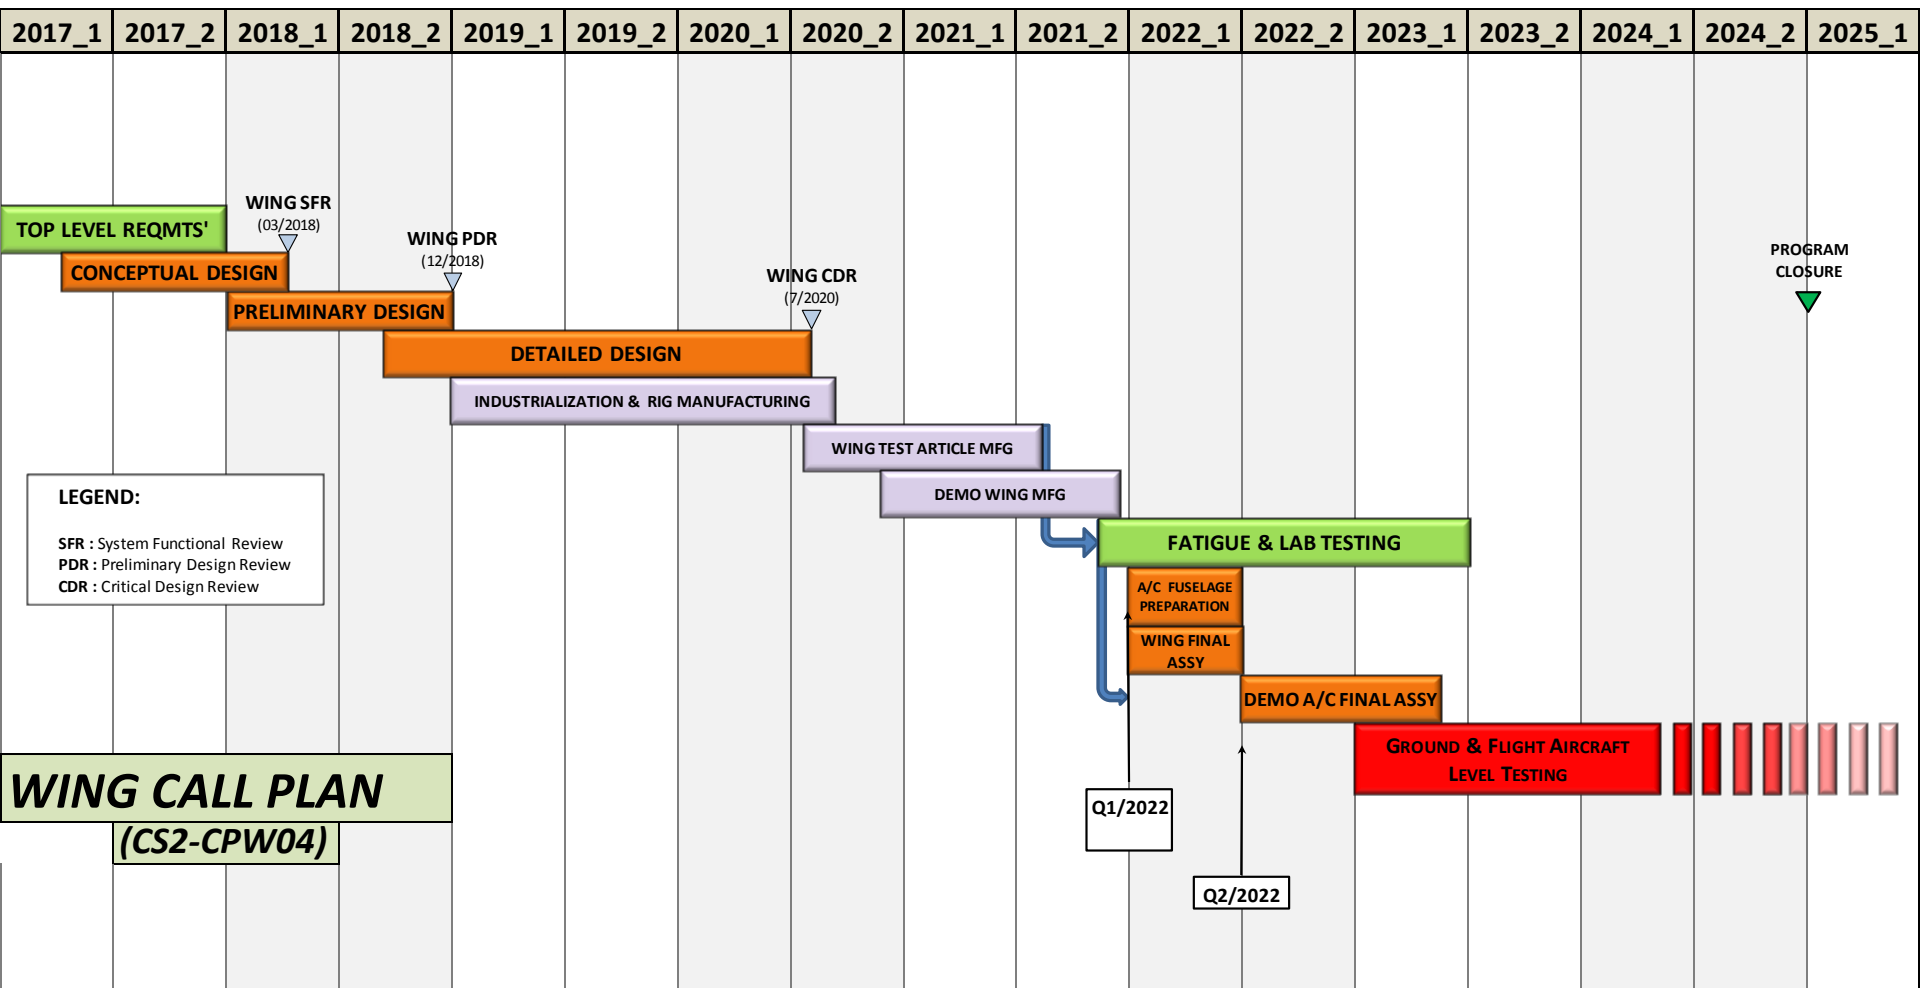 2017_1 2017_2 2018_1 2018_2 2019_1 2019_2 2020_1 2020_2 2021_1 2021_2 2022_1 2022_2 2023_1 2023_2 2024_1 2024_2 2025_1
WING SFR
(03/2018)
TOP LEVEL REQMTS'
WING PDR
(12/2018)
CONCEPTUAL DESIGN
WING CDR
(7/2020)
PROGRAM
CLOSURE
PRELIMINARY DESIGN
DETAILED DESIGN
INDUSTRIALIZATION & RIG MANUFACTURING
WING TEST ARTICLE MFG
DEMO WING MFG
LEGEND:
SFR : System Functional Review
PDR : Preliminary Design Review
CDR : Critical Design Review
FATIGUE & LAB TESTING
A/C FUSELAGE
PREPARATION
WING FINAL
ASSY
DEMO A/C FINAL ASSY
GROUND & FLIGHT AIRCRAFT
LEVEL TESTING
WING CALL PLAN
(CS2-CPW04)
Q1/2022
Q2/2022